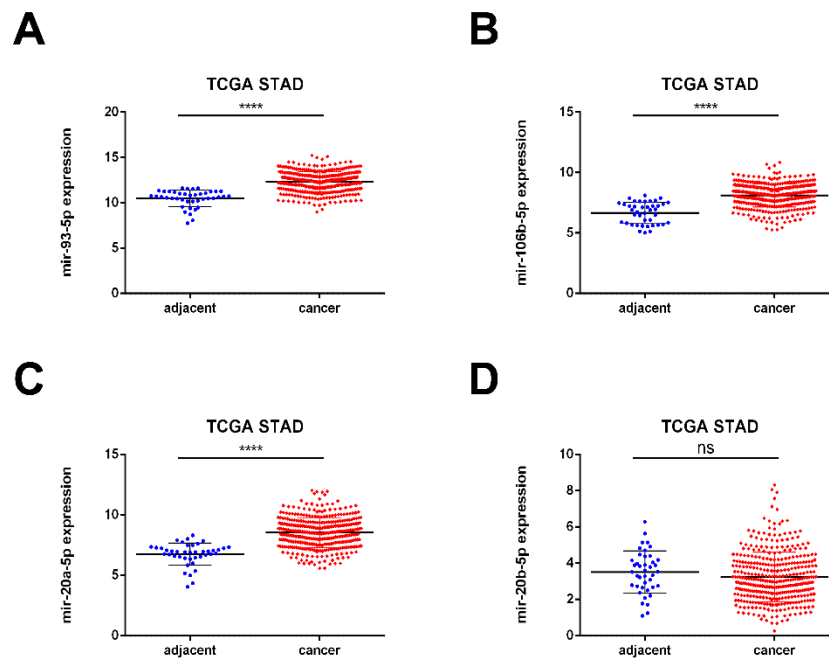 A
TCGA STAD
****
mir-93-5p expression
20
15
10
5
0
adjacent
cancer
B
TCGA STAD
****
mir-106b-5p expression
15
10
5
0
adjacent
cancer
C
TCGA STAD
****
mir-20a-5p expression
15
10
5
0
adjacent
cancer
D
TCGA STAD
ns
mir-20b-5p expression
10
8
6
4
2
0
adjacent
cancer